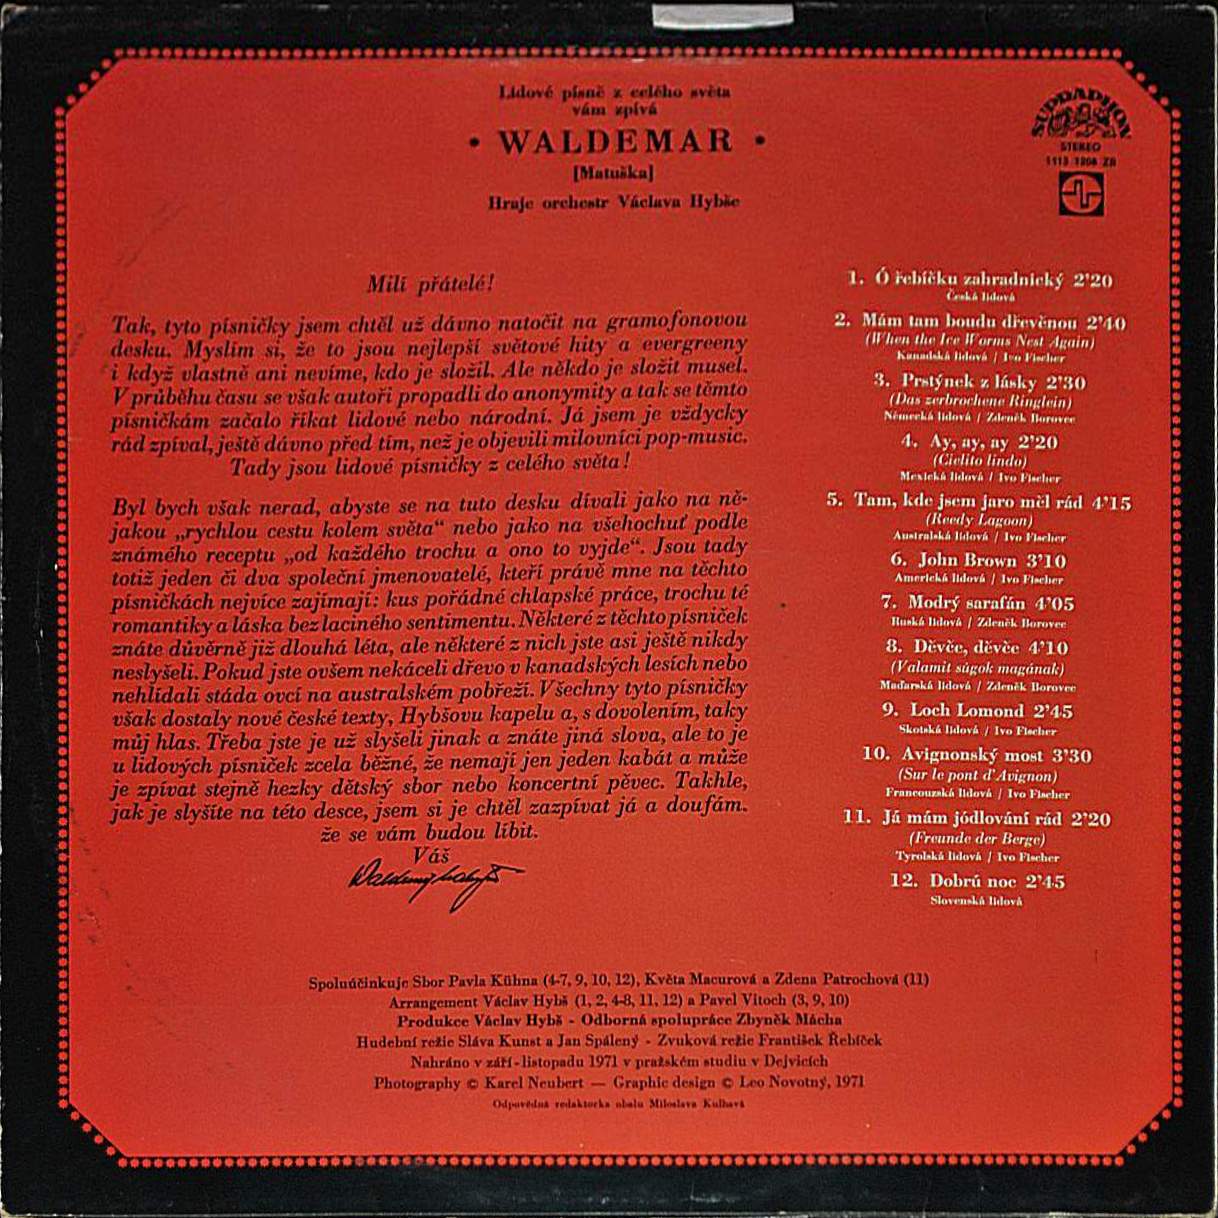 Lidové písně z celého světa
vám zpívá
• WALDEMAR •
[Matuška]
Hraje orchestr Václava Hybše
SUPRAPHON
STEREO
1113 1208 ZB
Milí přátelé!
Tak, tyto písničky jsem chtěl už dávno natočit na gramofonovou
desku. Myslím si, že to jsou nejlepší světové hity a evergreeny
i když vlastně ani nevíme, kdo je složil. Ale někdo je složit musel.
V průběhu času se však autoři propadli do anonymity a tak se těmto
písničkám začalo říkat lidové nebo národní. Já jsem je vždycky
rád zpíval, ještě dávno před tím, než je objevili milovníci pop-music.
Tady jsou lidové písničky z celého světa!
Byl bych však nerad, abyste se na tuto desku dívali jako na ně-
jakou „rychlou cestu kolem světa“ nebo jako na všehochuť podle
známého receptu „od každého trochu a ono to vyjde“. Jsou tady
totiž jeden či dva společní jmenovatelé, kteří právě mne na těchto
písničkách nejvíce zajímají: kus pořádné chlapské práce, trochu té
romantiky a láska bez laciného sentimentu. Některé z těchto písniček
znáte důvěrně již dlouhá léta, ale některé z nich jste asi ještě nikdy
neslyšeli. Pokud jste ovšem nekáceli dřevo v kanadských lesích nebo
nehlídali stáda ovcí na australském pobřeží. Všechny tyto písničky
však dostaly nové české texty, Hybšovu kapelu a, s dovolením, taky
můj hlas. Třeba jste je už slyšeli jinak a znáte jiná slova, ale to je
u lidových písniček zcela běžné, že nemají jen jeden kabát a může
je zpívat stejně hezky dětský sbor nebo koncertní pěvec. Takhle,
jak je slyšíte na této desce, jsem si je chtěl zazpívat já a doufám.
že se vám budou líbit.
Váš
1. Ó řebíčku zahradnický 2’20
Česká lidová
2. Mám tam boudu dřevěnou 2’40
(When the Ice Worms Nest Again)
Kanadská lidová / Ivo Fischer
3. Prstýnek z lásky 2’30
(Das zerbrochene Ringlein)
Německá lidová / Zdeněk Borovec
4. Ay, ay, ay 2’20
(Cielito lindo)
Mexická lidová / Ivo Fischer
5. Tam, kde jsem jaro měl rád 4’15
(Reedy Lagoon)
Australská lidová / Ivo Fischer
6. John Brown 3’10
Americká lidová / Ivo Fischer
7. Modrý sarafán 4’05
Ruská lidová / Zdeněk Borovec
8. Děvče, děvče 4’10
(Valamit súgok magának)
Maďarská lidová / Zdeněk Borovec
9. Loch Lomond 2’45
Skotská lidová / Ivo Fischer
10. Avignonský most 3’30
(Sur le pont d'Avignon)
Francouzská lidová / Ivo Fischer
11. Já mám jódlování rád 2’20
(Freunde der Berge)
Tyrolská lidová / Ivo Fischer
12. Dobrú noc 2’45
Slovenská lidová
Spoluúčinkuje Sbor Pavla Kühna (4-7, 9, 10, 12), Květa Macurová a Zdena Patrochová (11)
Arrangement Václav Hybš (1, 2, 4-8, 11, 12) a Pavel Vitoch (3, 9, 10)
Produkce Václav Hybš - Odborná spolupráce Zbyněk Mácha
Hudební režie Sláva Kunst a Jan Spálený - Zvuková režie František Řebíček
Nahráno v září-listopadu 1971 v pražském studiu v Dejvicích
Photography © Karel Neubert — Graphic design © Leo Novotný, 1971
Odpovědná redaktorka obalu Miloslava Kulhavá